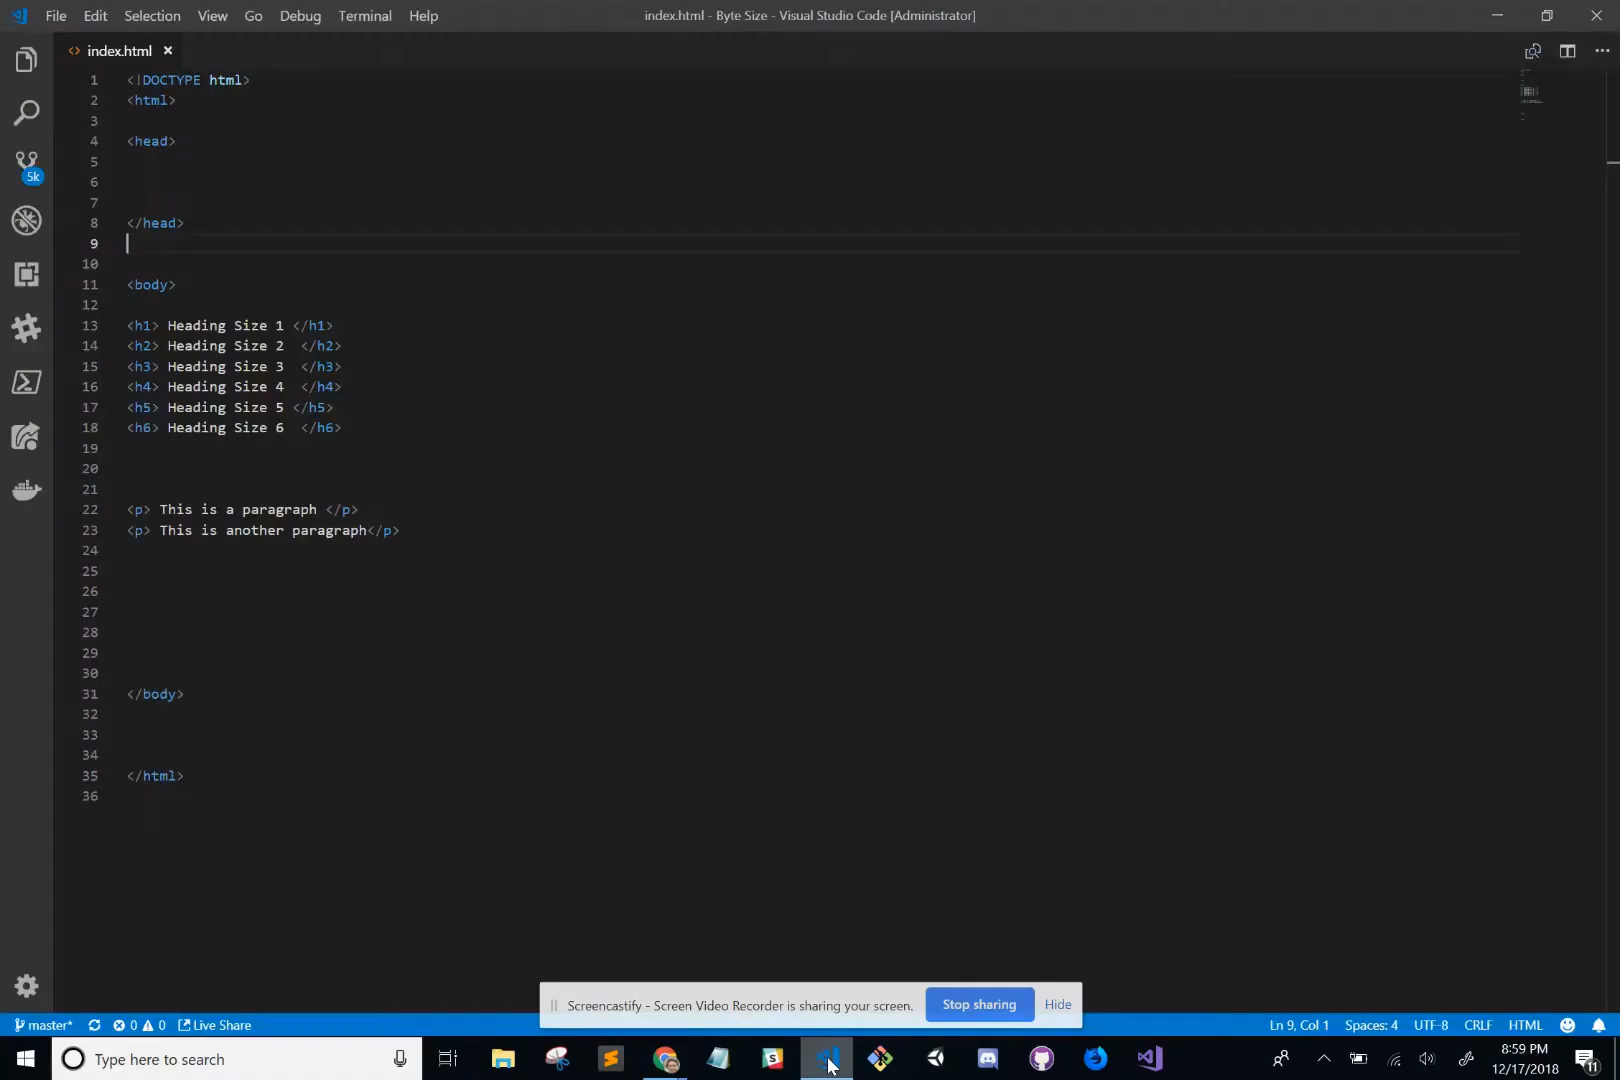 File Edit Selection View Go Debug Terminal Help
index.html - Byte Size - Visual Studio Code [Administrator]
<> index.html ×
1 <!DOCTYPE html>
2 <html>
3
4 <head>
5
6
7
8 </head>
9
10
11 <body>
12
13 <h1> Heading Size 1 </h1>
14 <h2> Heading Size 2  </h2>
15 <h3> Heading Size 3  </h3>
16 <h4> Heading Size 4  </h4>
17 <h5> Heading Size 5 </h5>
18 <h6> Heading Size 6  </h6>
19
20
21
22 <p> This is a paragraph </p>
23 <p> This is another paragraph</p>
24
25
26
27
28
29
30
31 </body>
32
33
34
35 </html>
36
5k
Screencastify - Screen Video Recorder is sharing your screen. Stop sharing Hide
master* 0 0 Live Share
Ln 9, Col 1 Spaces: 4 UTF-8 CRLF HTML
Type here to search
8:59 PM
12/17/2018
11